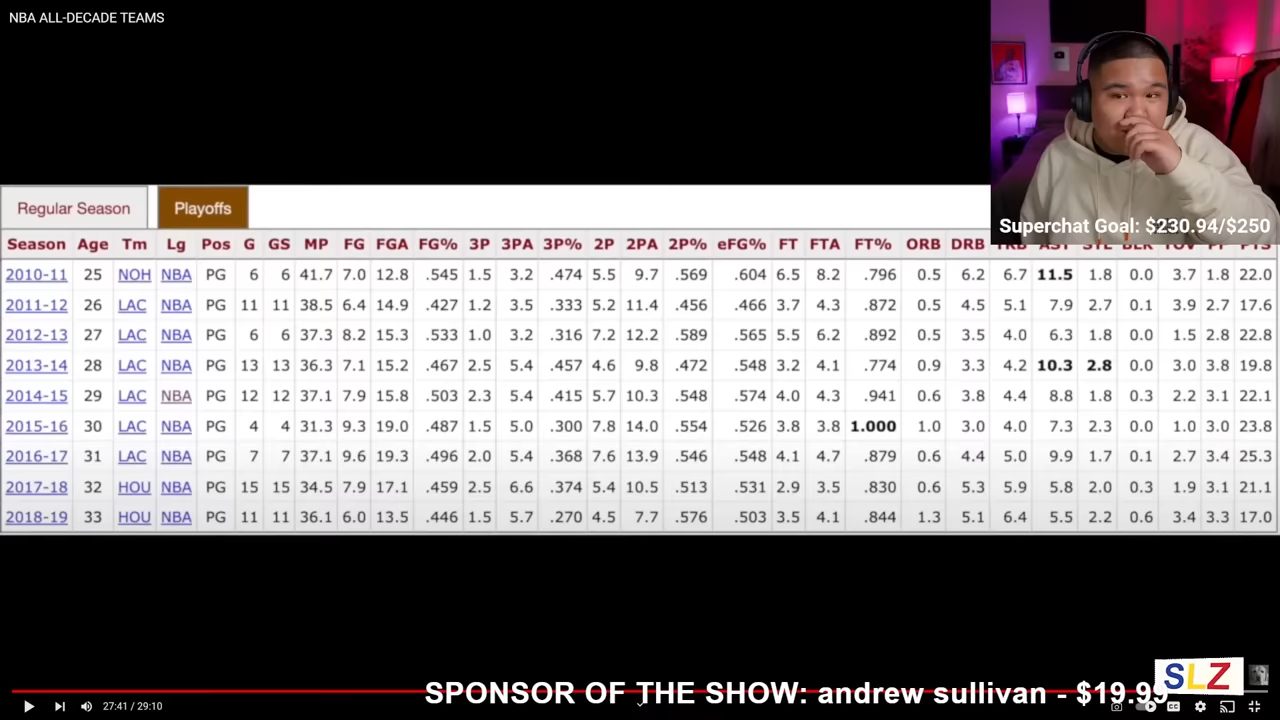 NBA ALL-DECADE TEAMS
Superchat Goal: $230.94/$250
Regular Season Playoffs
Season Age Tm Lg Pos G GS MP FG FGA FG% 3P 3PA 3P% 2P 2PA 2P% eFG% FT FTA FT% ORB DRB TRB AST STL BLK TOV PF PTS
2010-11 25 NOH NBA PG 6 6 41.7 7.0 12.8 .545 1.5 3.2 .474 5.5 9.7 .569 .604 6.5 8.2 .796 0.5 6.2 6.7 11.5 1.8 0.0 3.7 1.8 22.0
2011-12 26 LAC NBA PG 11 11 38.5 6.4 14.9 .427 1.2 3.5 .333 5.2 11.4 .456 .466 3.7 4.3 .872 0.5 4.5 5.1 7.9 2.7 0.1 3.9 2.7 17.6
2012-13 27 LAC NBA PG 6 6 37.3 8.2 15.3 .533 1.0 3.2 .316 7.2 12.2 .589 .565 5.5 6.2 .892 0.5 3.5 4.0 6.3 1.8 0.0 1.5 2.8 22.8
2013-14 28 LAC NBA PG 13 13 36.3 7.1 15.2 .467 2.5 5.4 .457 4.6 9.8 .472 .548 3.2 4.1 .774 0.9 3.3 4.2 10.3 2.8 0.0 3.0 3.8 19.8
2014-15 29 LAC NBA PG 12 12 37.1 7.9 15.8 .503 2.3 5.4 .415 5.7 10.3 .548 .574 4.0 4.3 .941 0.6 3.8 4.4 8.8 1.8 0.3 2.2 3.1 22.1
2015-16 30 LAC NBA PG 4 4 31.3 9.3 19.0 .487 1.5 5.0 .300 7.8 14.0 .554 .526 3.8 3.8 1.000 1.0 3.0 4.0 7.3 2.3 0.0 1.0 3.0 23.8
2016-17 31 LAC NBA PG 7 7 37.1 9.6 19.3 .496 2.0 5.4 .368 7.6 13.9 .546 .548 4.1 4.7 .879 0.6 4.4 5.0 9.9 1.7 0.1 2.7 3.4 25.3
2017-18 32 HOU NBA PG 15 15 34.5 7.9 17.1 .459 2.5 6.6 .374 5.4 10.5 .513 .531 2.9 3.5 .830 0.6 5.3 5.9 5.8 2.0 0.3 1.9 3.1 21.1
2018-19 33 HOU NBA PG 11 11 36.1 6.0 13.5 .446 1.5 5.7 .270 4.5 7.7 .576 .503 3.5 4.1 .844 1.3 5.1 6.4 5.5 2.2 0.6 3.4 3.3 17.0
SLZ
SPONSOR OF THE SHOW: andrew sullivan - $19.99
27:41 / 29:10